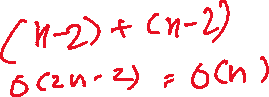 (n-2) + (n-2)
O(2n-2) = O(n)